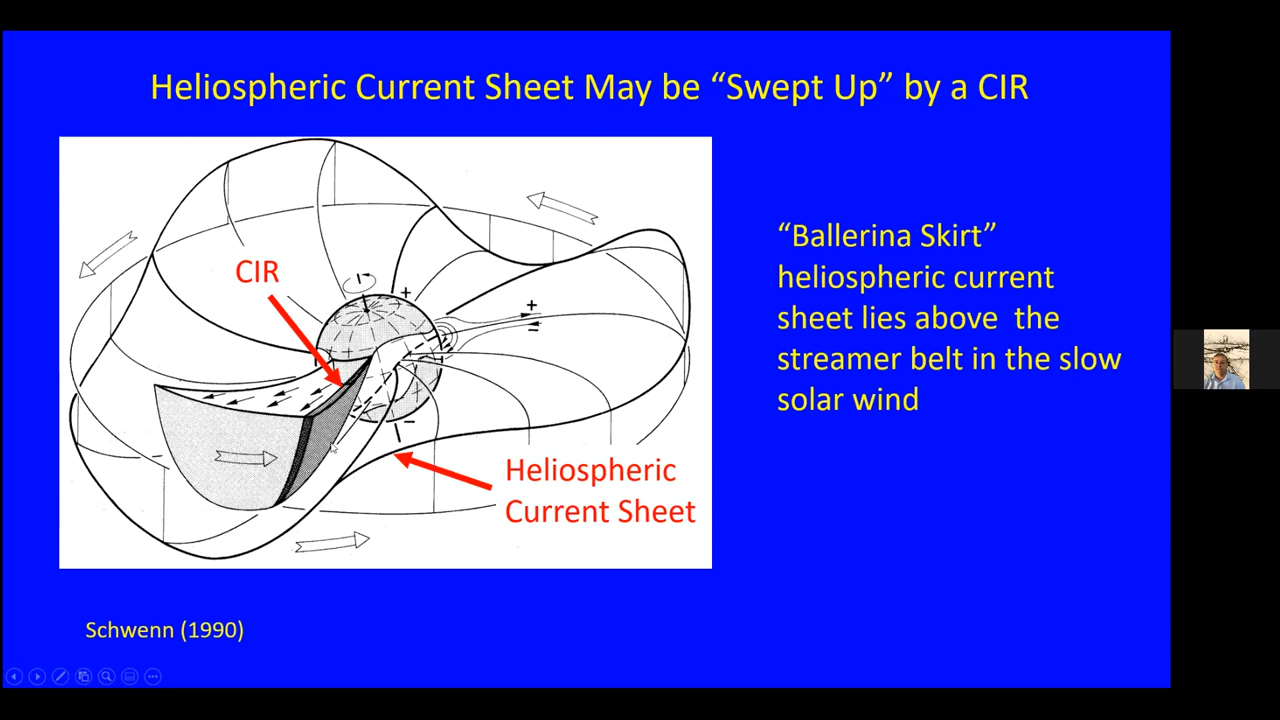 Heliospheric Current Sheet May be “Swept Up” by a CIR
CIR
+
+
=
-
Heliospheric
Current Sheet
“Ballerina Skirt”
heliospheric current
sheet lies above  the
streamer belt in the slow
solar wind
Schwenn (1990)